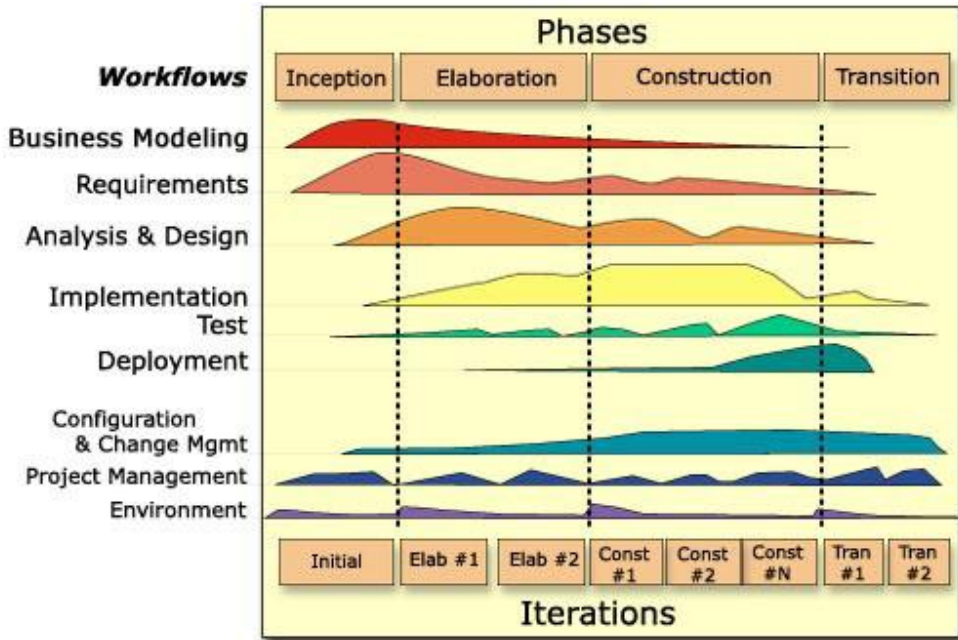 Phases
Workflows
Inception
Elaboration
Construction
Transition
Business Modeling
Requirements
Analysis & Design
Implementation
Test
Deployment
Configuration
& Change Mgmt
Project Management
Environment
Initial
Elab #1
Elab #2
Const
#1
Const
#2
Const
#N
Tran
#1
Tran
#2
Iterations